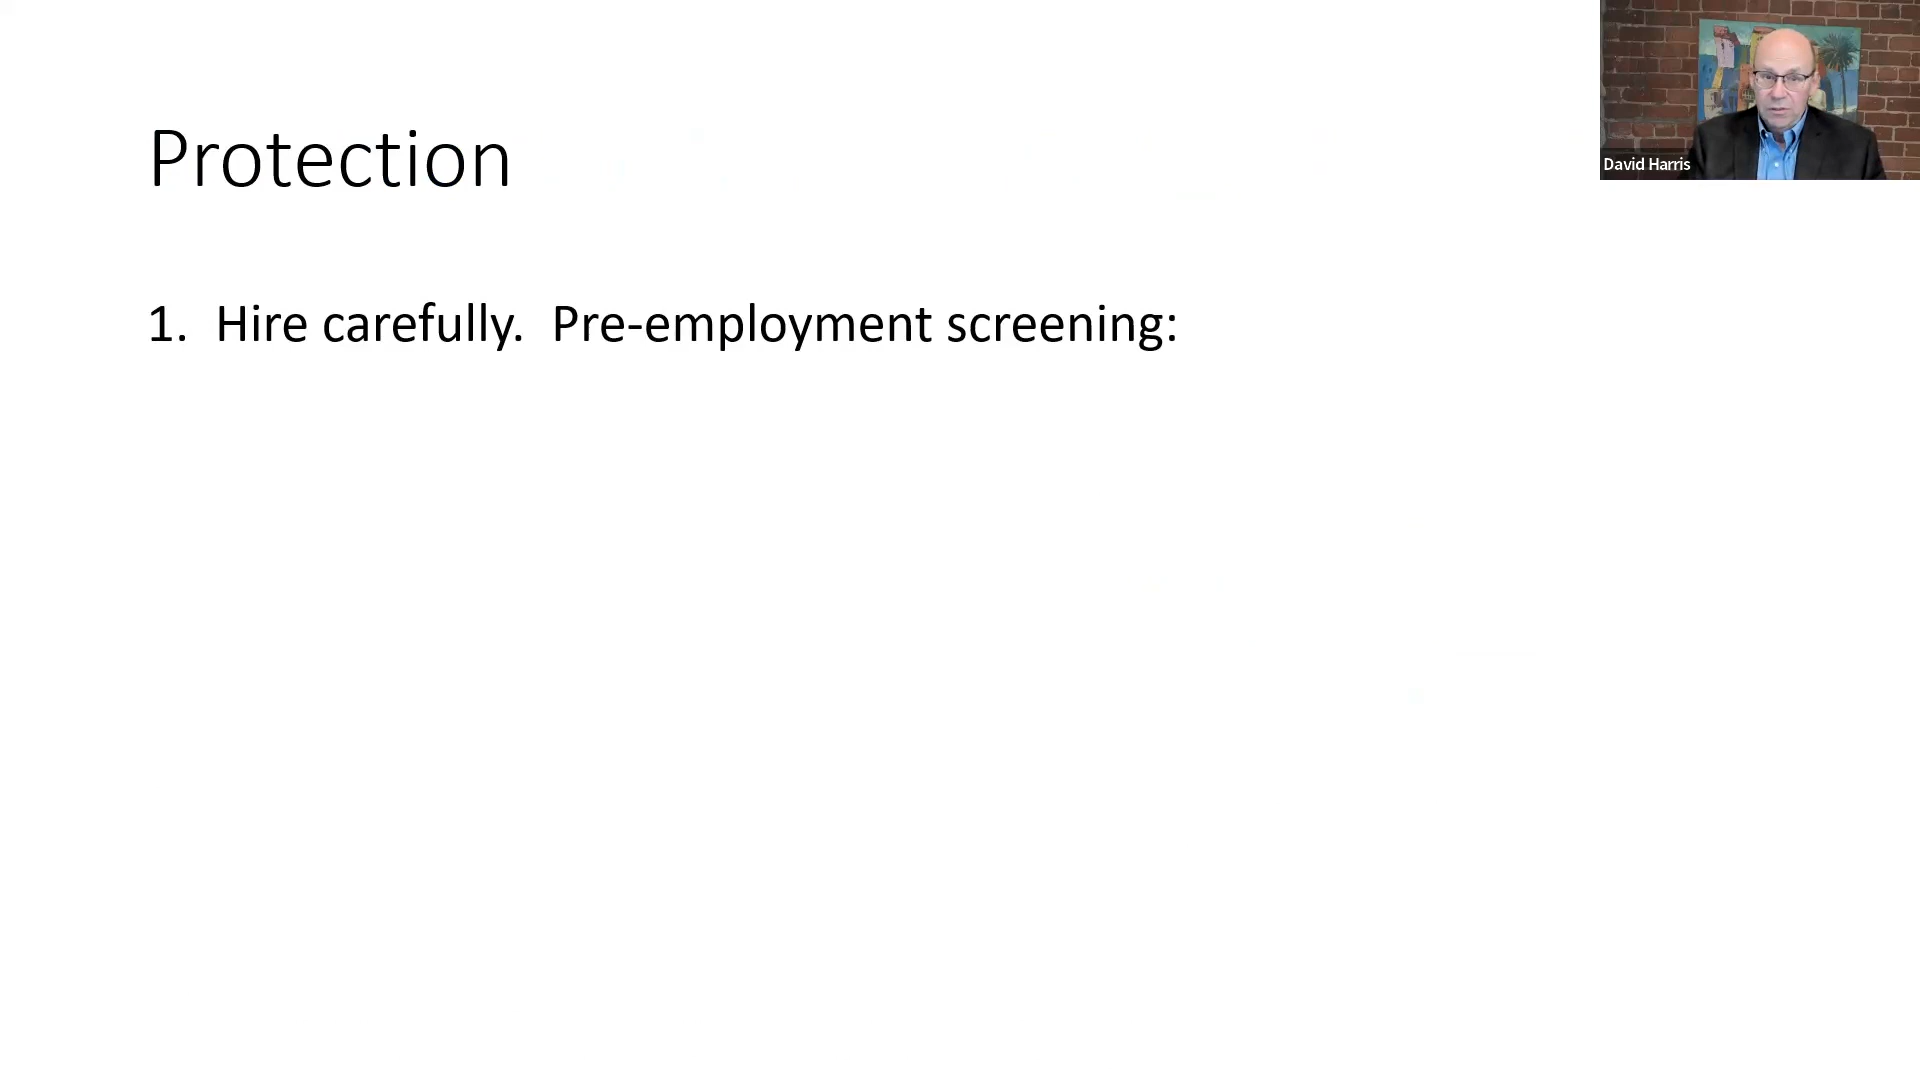 Protection
David Harris
1. Hire carefully. Pre-employment screening: